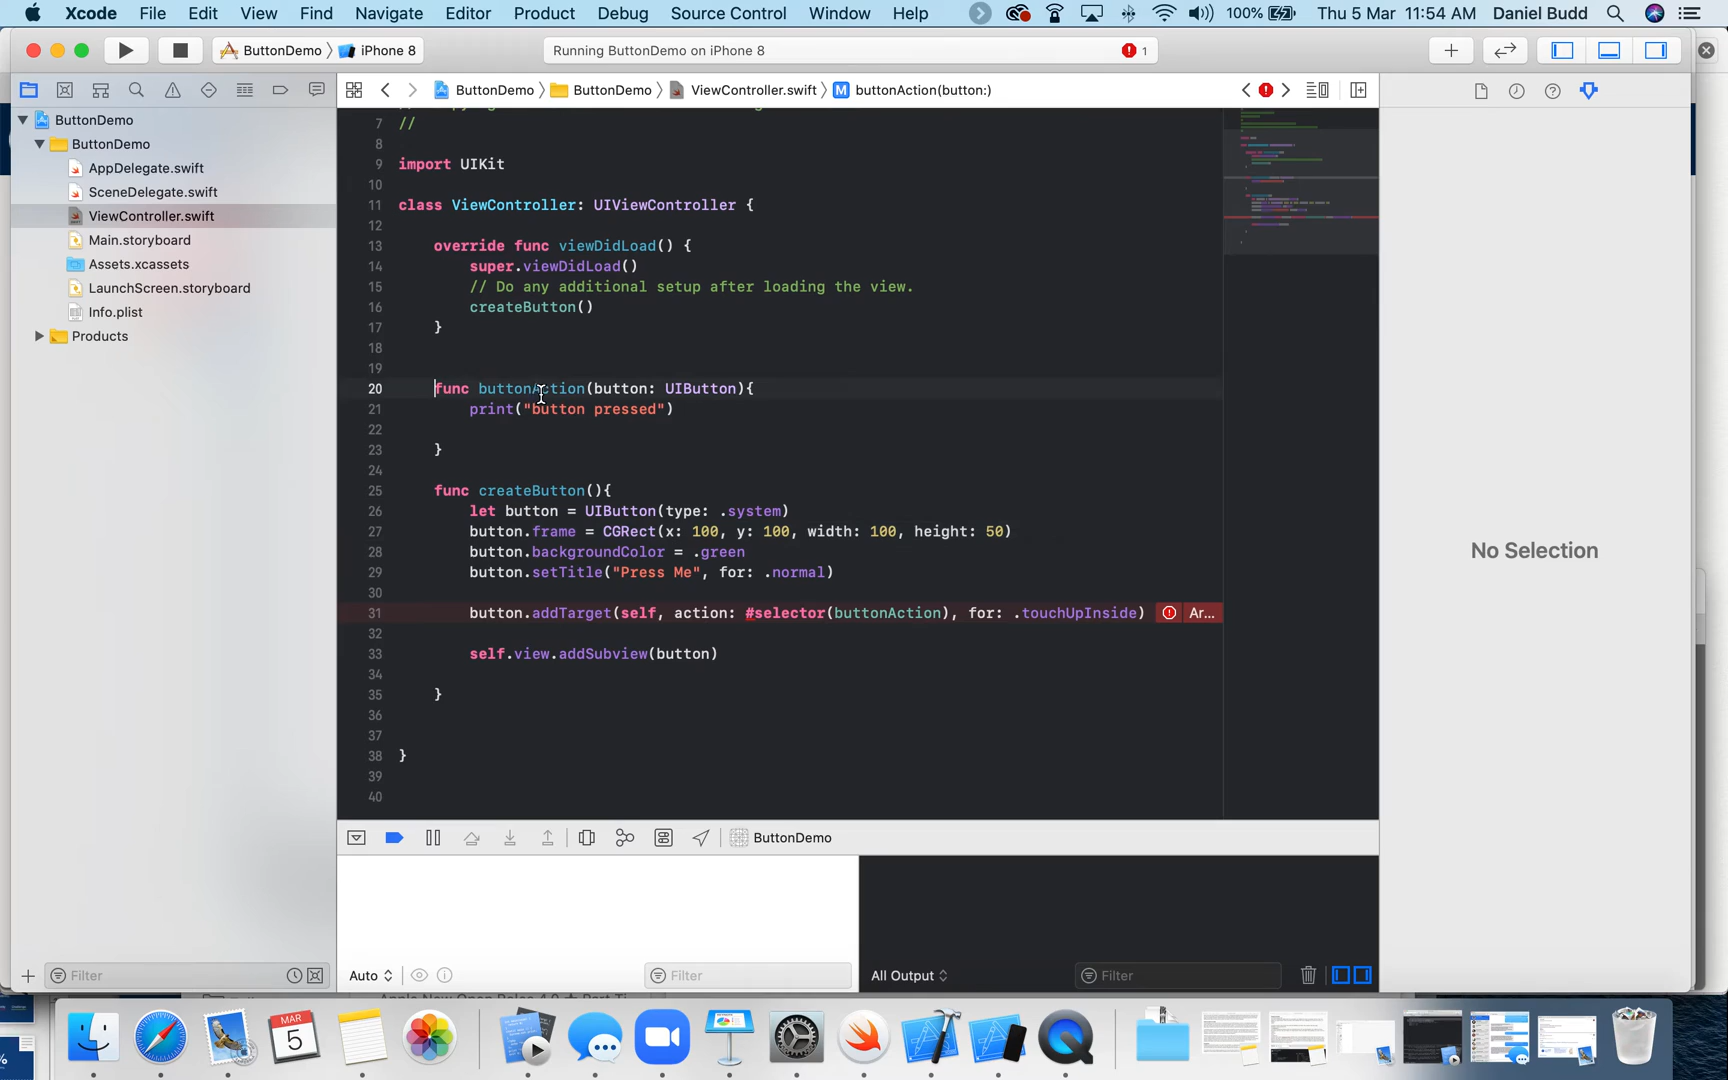 Xcode File Edit View Find Navigate Editor Product Debug Source Control Window Help 100% Thu 5 Mar 11:54 AM Daniel Budd
ButtonDemo iPhone 8 Running ButtonDemo on iPhone 8 1
ButtonDemo ButtonDemo ViewController.swift M buttonAction(button:)
ButtonDemo
ButtonDemo
AppDelegate.swift
SceneDelegate.swift
ViewController.swift
Main.storyboard
Assets.xcassets
LaunchScreen.storyboard
Info.plist
Products
7 //
8
9 import UIKit
10
11 class ViewController: UIViewController {
12
13 override func viewDidLoad() {
14 super.viewDidLoad()
15 // Do any additional setup after loading the view.
16 createButton()
17 }
18
19
20 func buttonAction(button: UIButton){
21 print("button pressed")
22
23 }
24
25 func createButton(){
26 let button = UIButton(type: .system)
27 button.frame = CGRect(x: 100, y: 100, width: 100, height: 50)
28 button.backgroundColor = .green
29 button.setTitle("Press Me", for: .normal)
30
31 button.addTarget(self, action: #selector(buttonAction), for: .touchUpInside) Ar...
32
33 self.view.addSubview(button)
34
35 }
36
37
38 }
39
40
No Selection
ButtonDemo
Filter Auto Filter All Output Filter
MAR
5